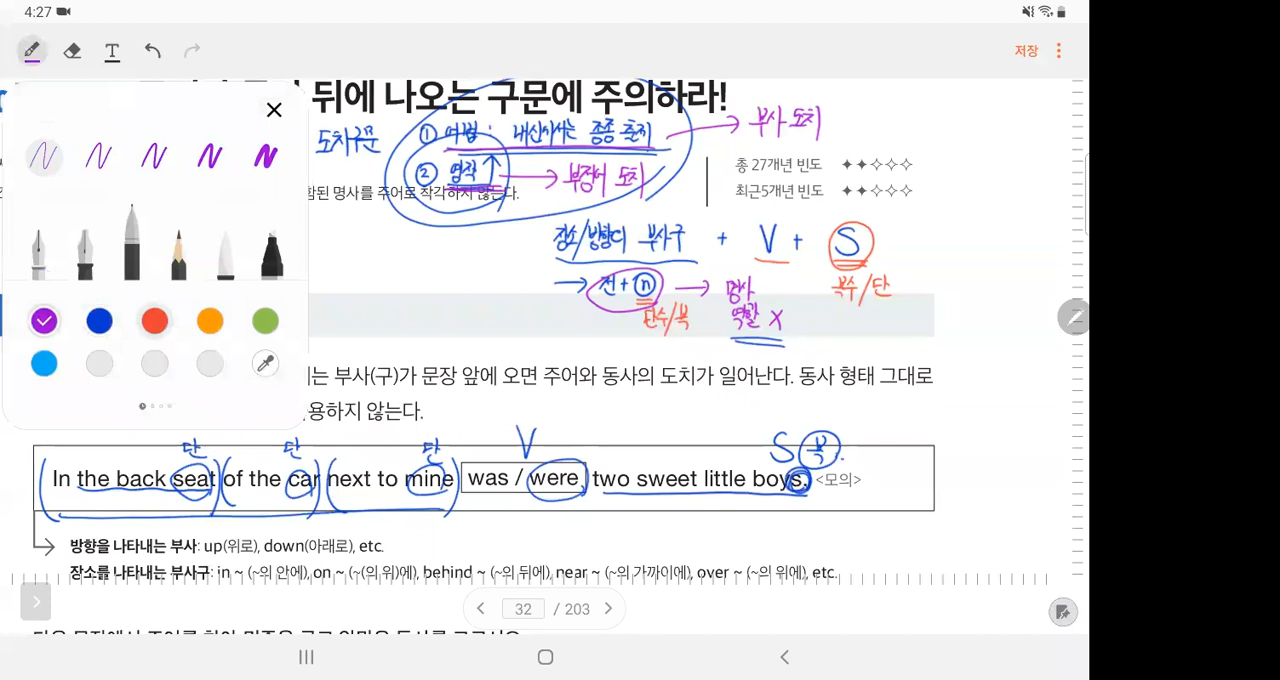 4:27
T
저장
뒤에 나오는 구문에 주의하라!
도치구문
① 어법: 내신에서는 종종 출제 → 부사 도치
② 영작↑ → 부정어 도치
총 27개년 빈도 ✦✦✧✧✧
최근5개년 빈도 ✦✦✧✧✧
함된 명사를 주어로 착각하지 않는다.
장소/방향의 부사구 + V + S
→ 전+ⓝ → 명사 역할 X
단수/복
복수/단
는 부사(구)가 문장 앞에 오면 주어와 동사의 도치가 일어난다. 동사 형태 그대로
용하지 않는다.
단 단 단 V S 복
In the back seat of the car next to mine was / were two sweet little boys. <모의>
방향을 나타내는 부사: up(위로), down(아래로), etc.
장소를 나타내는 부사구: in ~ (~의 안에), on ~ (~(의 위)에), behind ~ (~의 뒤에), near ~ (~의 가까이에), over ~ (~의 위에), etc.
32 / 203